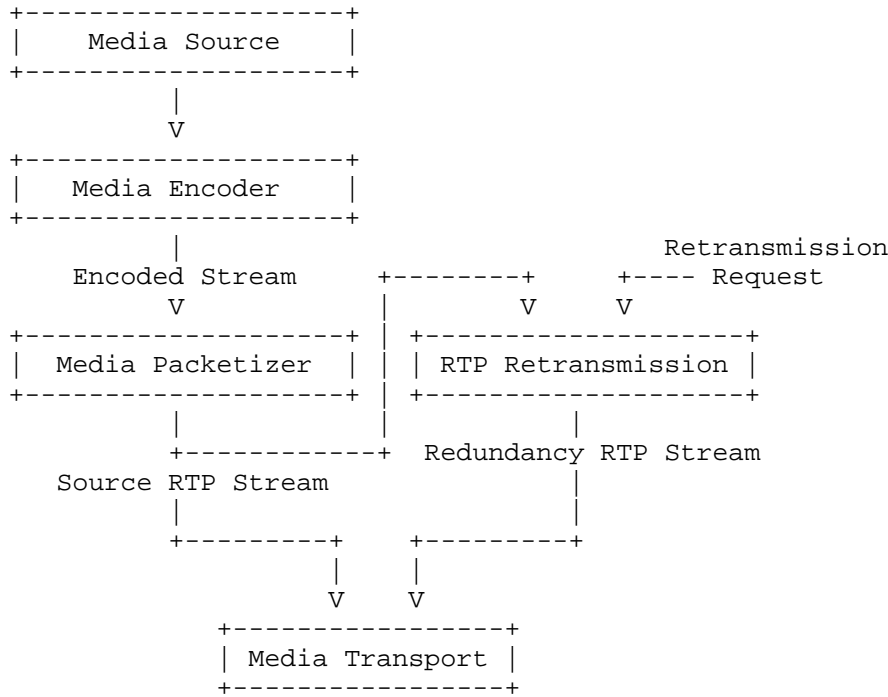 Media Source
Media Encoder
Retransmission
Encoded Stream
Request
Media Packetizer
RTP Retransmission
Redundancy RTP Stream
Source RTP Stream
Media Transport